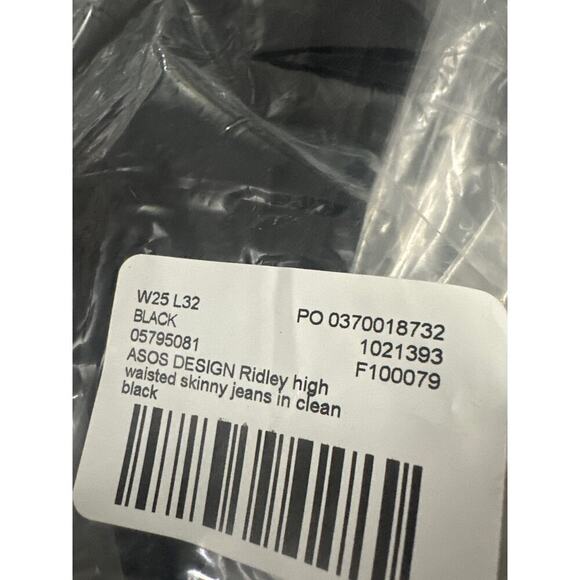 W25 L32
BLACK
05795081
ASOS DESIGN Ridley high
waisted skinny jeans in clean
black
PO 0370018732
1021393
F100079